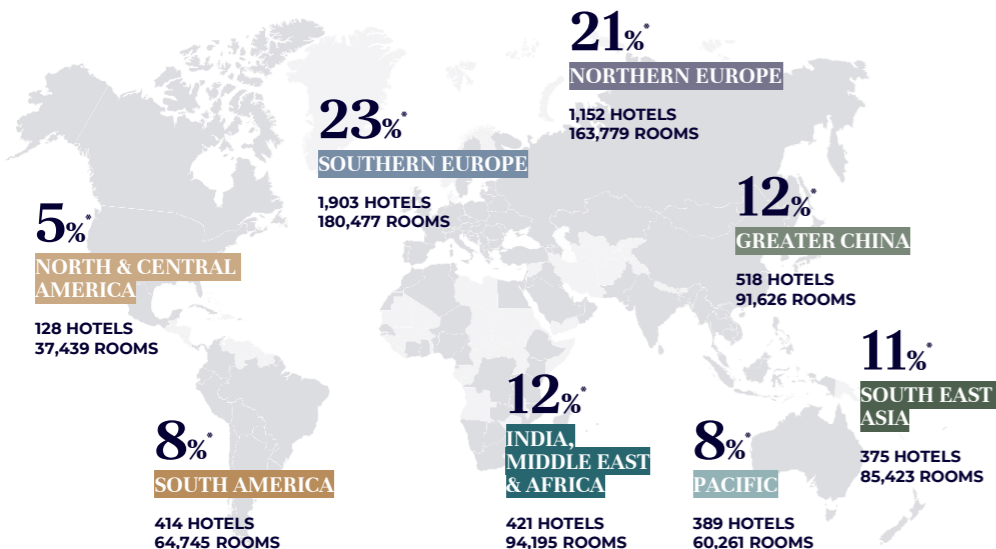 21%*
NORTHERN EUROPE
1,152 HOTELS
163,779 ROOMS
23%*
SOUTHERN EUROPE
1,903 HOTELS
180,477 ROOMS
12%*
GREATER CHINA
518 HOTELS
91,626 ROOMS
5%*
NORTH & CENTRAL
AMERICA
128 HOTELS
37,439 ROOMS
11%*
SOUTH EAST
ASIA
375 HOTELS
85,423 ROOMS
12%*
INDIA,
MIDDLE EAST
& AFRICA
421 HOTELS
94,195 ROOMS
8%*
SOUTH AMERICA
414 HOTELS
64,745 ROOMS
8%*
PACIFIC
389 HOTELS
60,261 ROOMS